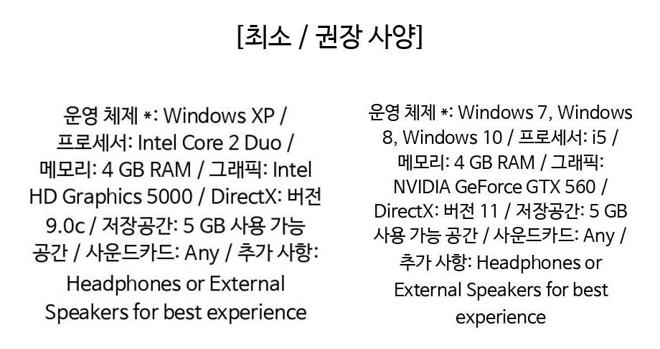 [최소 / 권장 사양]
운영 체제 *: Windows XP /
프로세서: Intel Core 2 Duo /
메모리: 4 GB RAM / 그래픽: Intel
HD Graphics 5000 / DirectX: 버전
9.0c / 저장공간: 5 GB 사용 가능
공간 / 사운드카드: Any / 추가 사항:
Headphones or External
Speakers for best experience
운영 체제 *: Windows 7, Windows
8, Windows 10 / 프로세서: i5 /
메모리: 4 GB RAM / 그래픽:
NVIDIA GeForce GTX 560 /
DirectX: 버전 11 / 저장공간: 5 GB
사용 가능 공간 / 사운드카드: Any /
추가 사항: Headphones or
External Speakers for best
experience